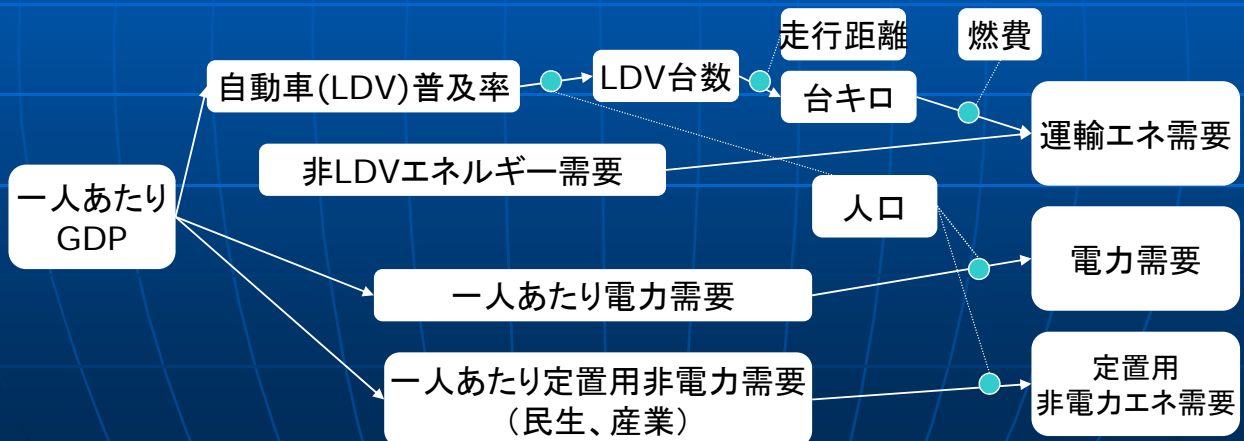 走行距離
燃費
自動車(LDV)普及率
LDV台数
台キロ
運輸エネ需要
非LDVエネルギー需要
一人あたり
GDP
人口
電力需要
一人あたり電力需要
一人あたり定置用非電力需要
(民生、産業)
定置用
非電力エネ需要